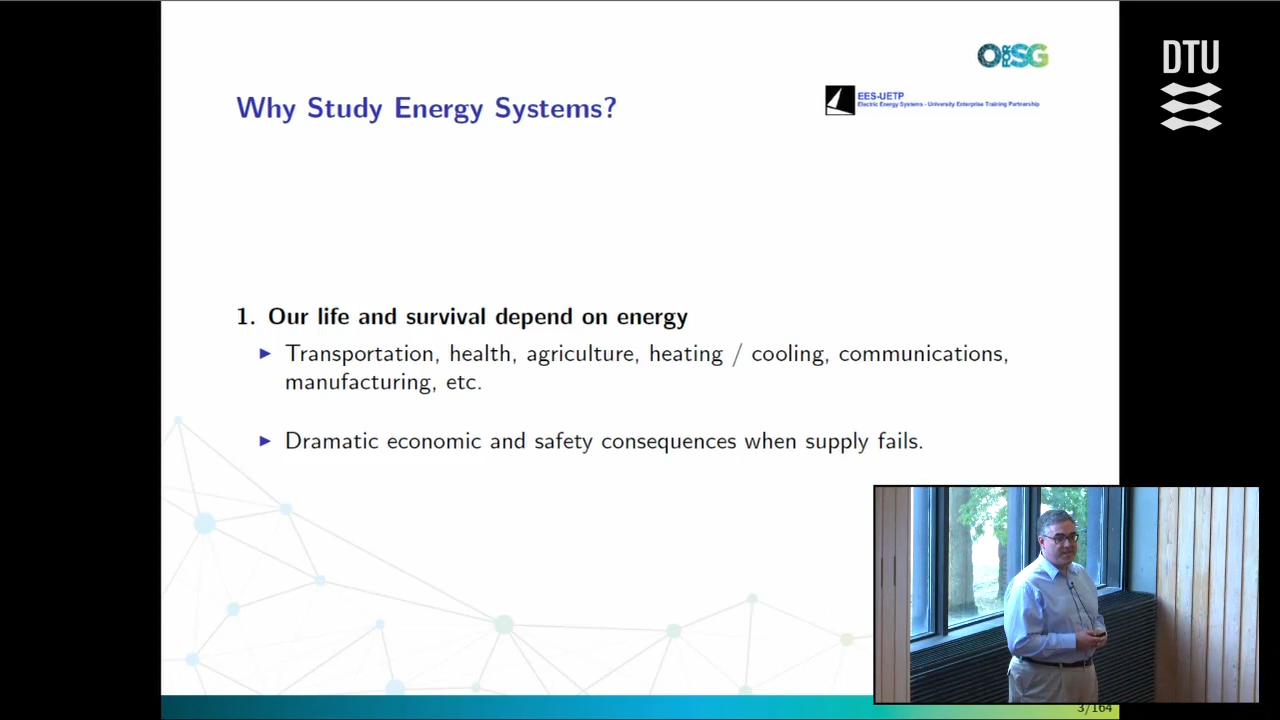 OforSG
DTU
EES-UETP
Electric Energy Systems - University Enterprise Training Partnership
Why Study Energy Systems?
1. Our life and survival depend on energy
► Transportation, health, agriculture, heating / cooling, communications,
manufacturing, etc.
► Dramatic economic and safety consequences when supply fails.
3/164